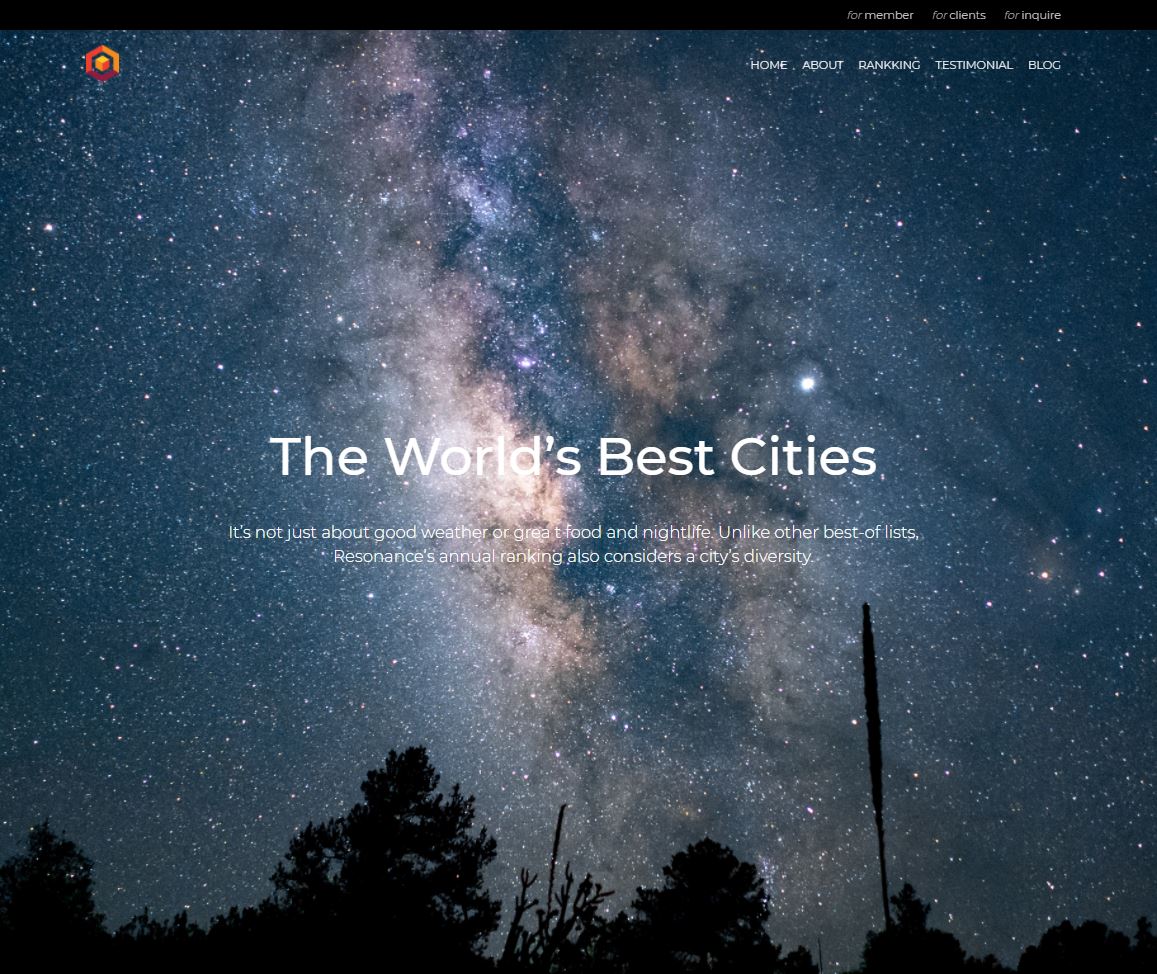 for member for clients for inquire
HOME ABOUT RANKKING TESTIMONIAL BLOG
The World's Best Cities
It's not just about good weather or grea t food and nightlife. Unlike other best-of lists,
Resonance's annual ranking also considers a city's diversity.